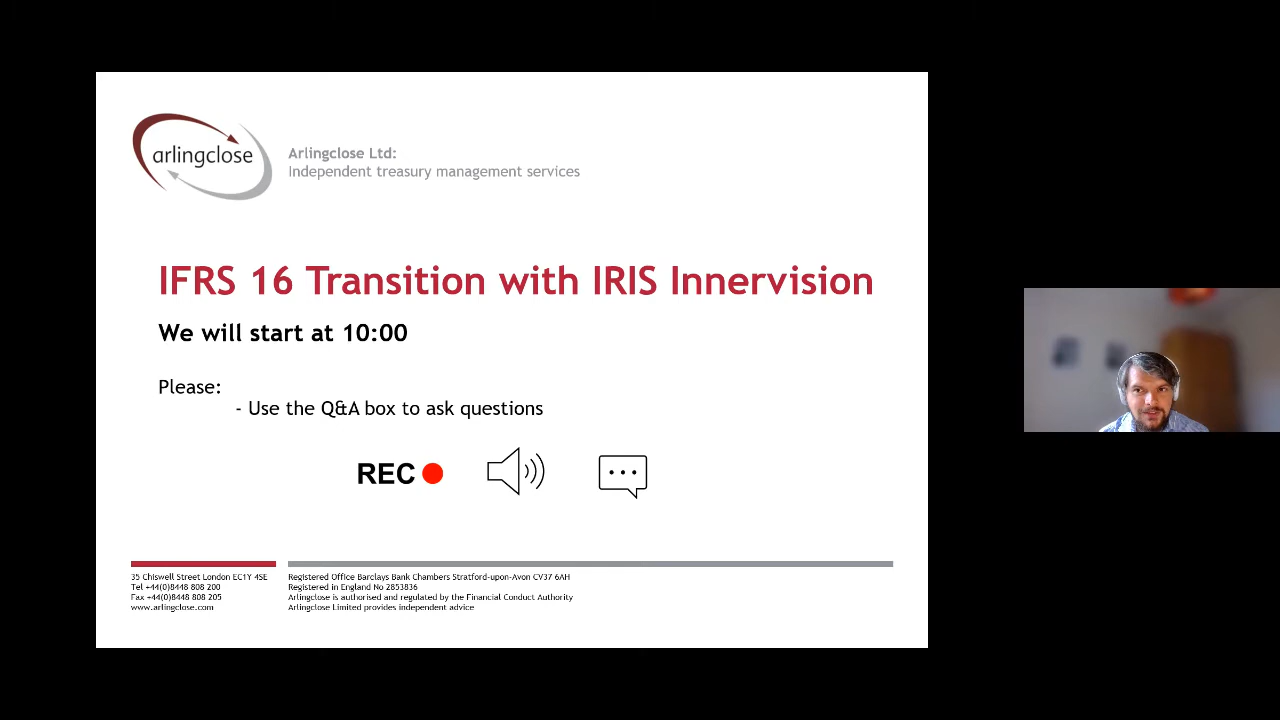 arlingclose
Arlingclose Ltd:
Independent treasury management services
IFRS 16 Transition with IRIS Innervision
We will start at 10:00
Please:
- Use the Q&A box to ask questions
REC
35 Chiswell Street London EC1Y 4SE
Tel +44(0)8448 808 200
Fax +44(0)8448 808 205
www.arlingclose.com
Registered Office Barclays Bank Chambers Stratford-upon-Avon CV37 6AH
Registered in England No 2853836
Arlingclose is authorised and regulated by the Financial Conduct Authority
Arlingclose Limited provides independent advice